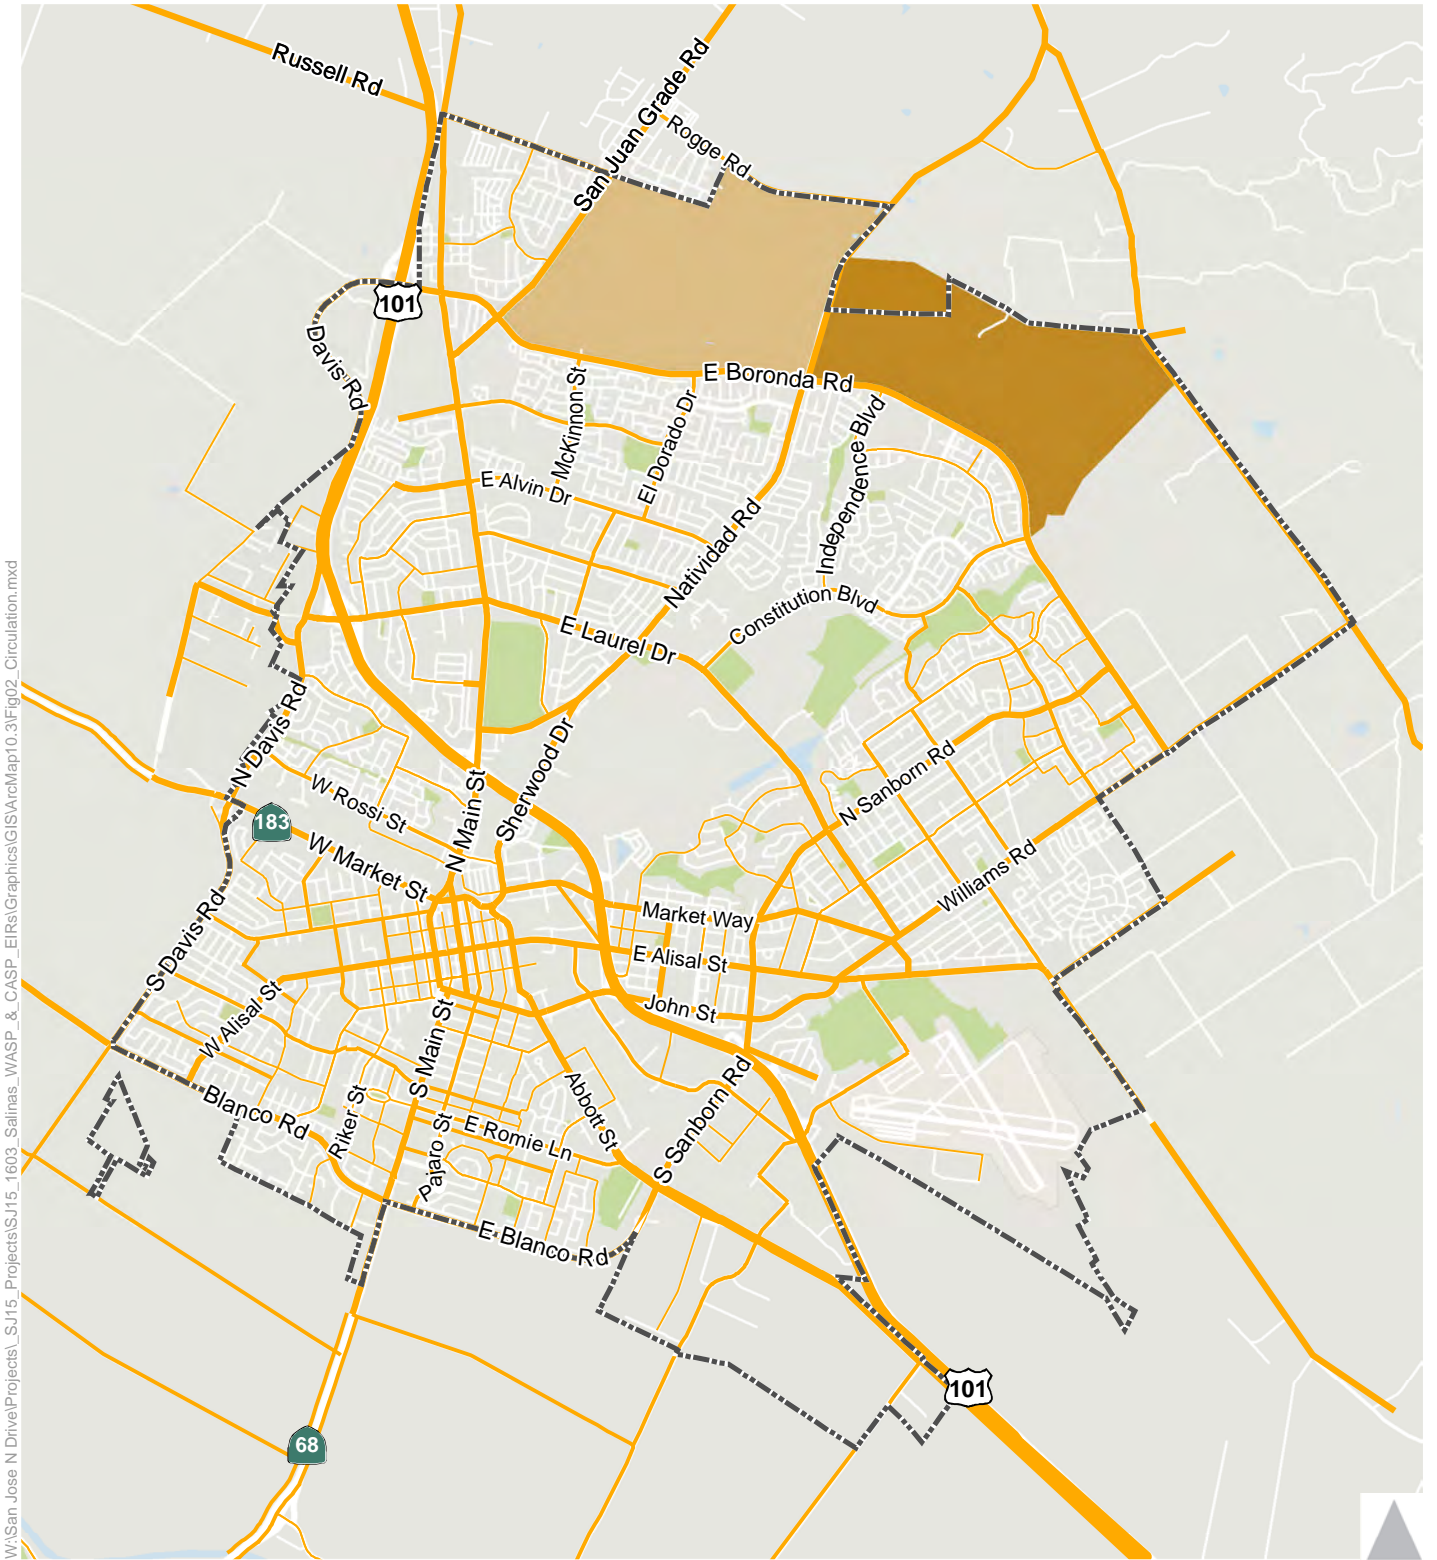 Russell Rd
San Juan Grade Rd
Rogge Rd
101
Davis Rd
E Boronda Rd
McKinnon St
El Dorado Dr
Independence Blvd
E Alvin Dr
Natividad Rd
Constitution Blvd
E Laurel Dr
N Davis Rd
Sherwood Dr
W Rossi St
N Main St
N Sanborn Rd
183
W Market St
Williams Rd
Market Way
S Davis Rd
E Alisal St
John St
W Alisal St
S Main St
Abbott St
S Sanborn Rd
Blanco Rd
Riker St
Pajaro St
E Romie Ln
E Blanco Rd
101
68
W:\San Jose N Drive\Projects\_SJ15_Projects\SJ15_1603_Salinas_WASP_&_CASP_EIRs\Graphics\GIS\ArcMap10.3\Fig02_Circulation.mxd